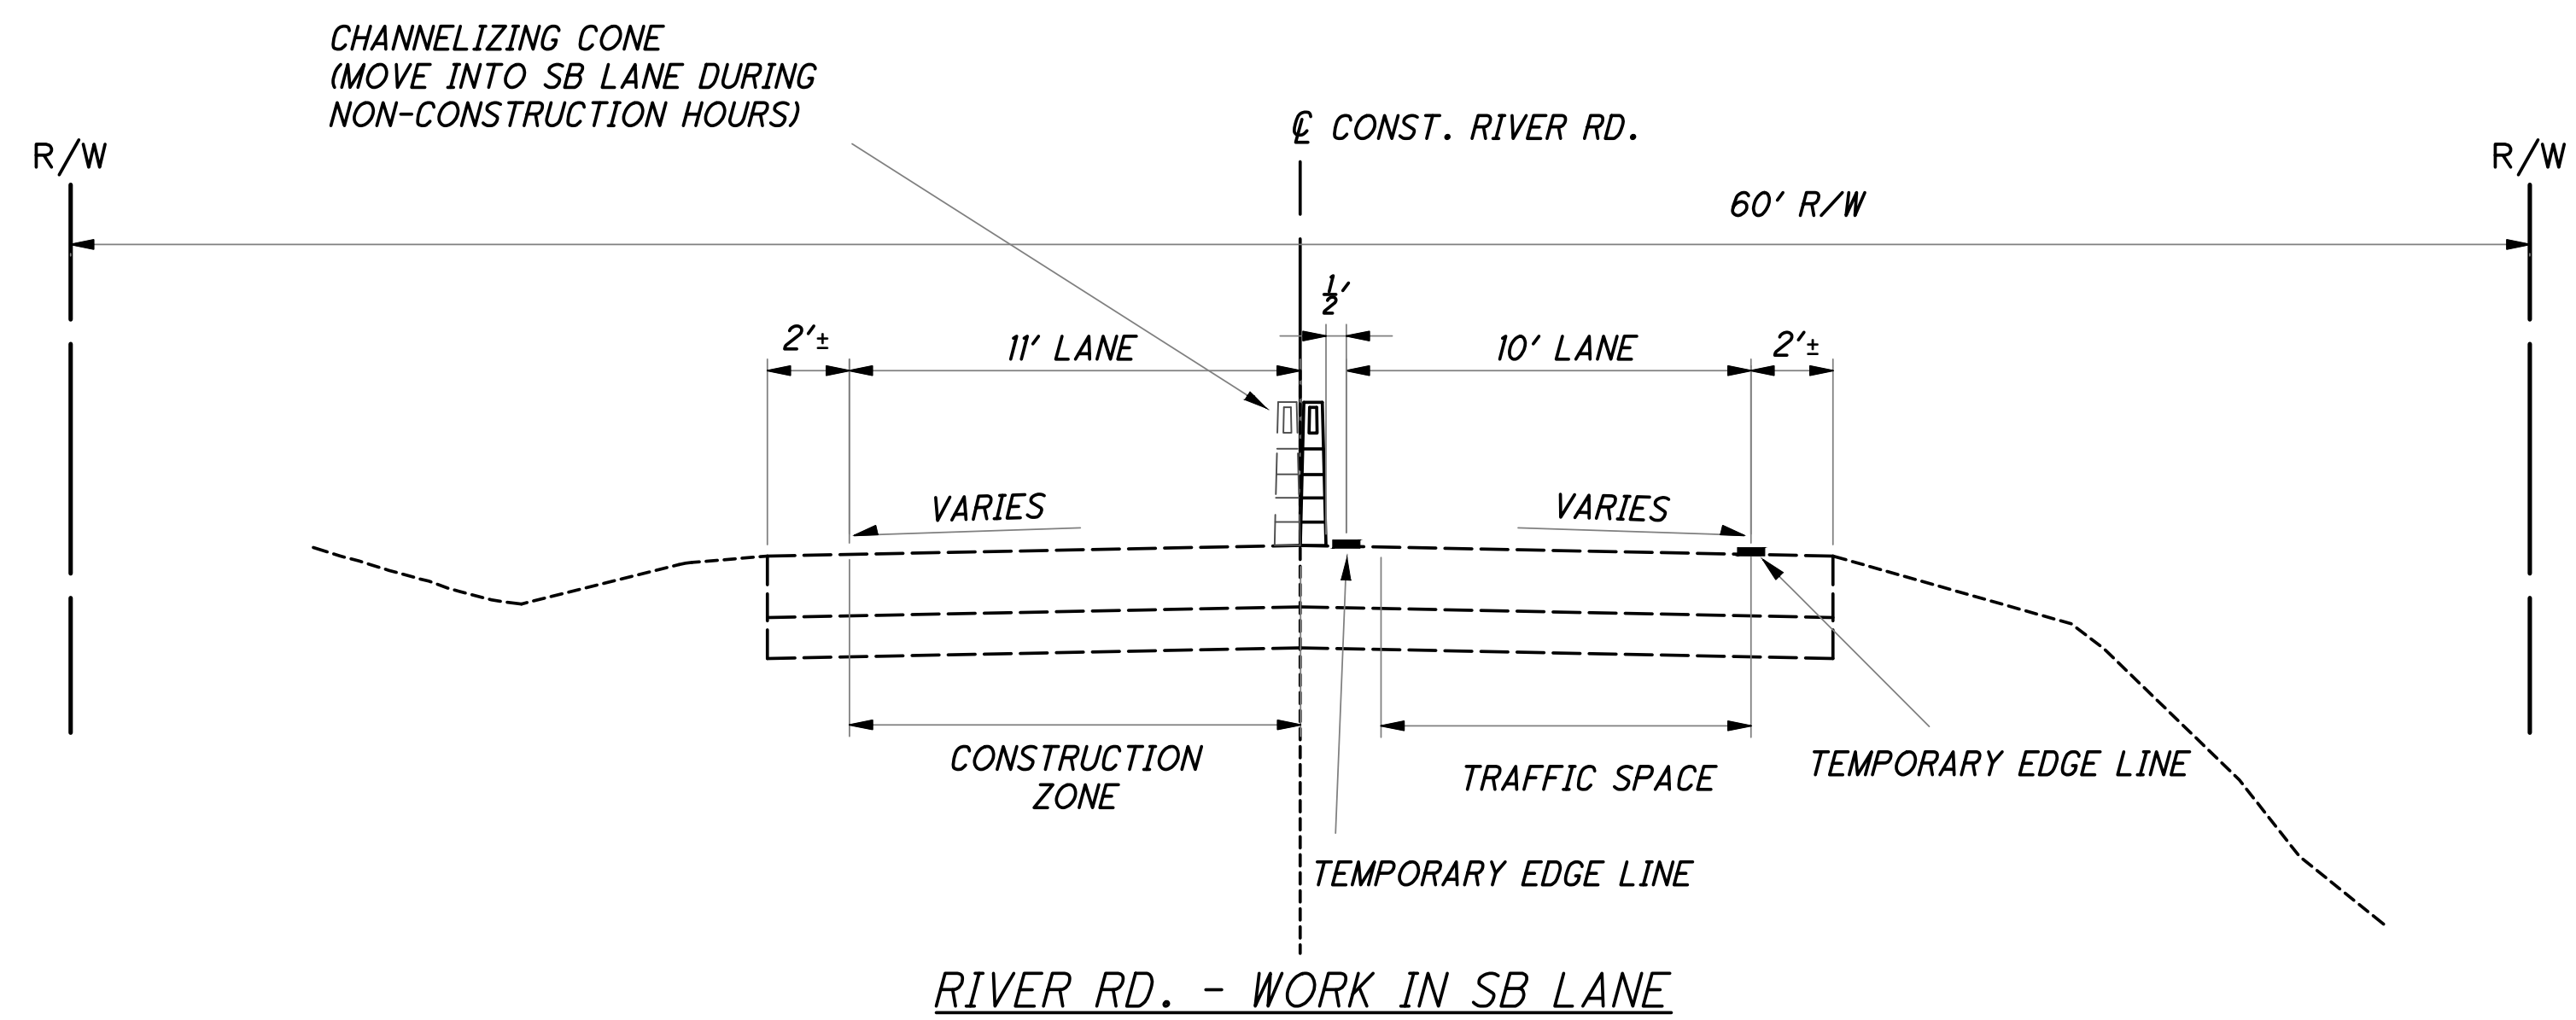 CHANNELIZING CONE
(MOVE INTO SB LANE DURING
NON-CONSTRUCTION HOURS)
℄ CONST. RIVER RD.
R/W
R/W
60' R/W
1/2'
2'±
11' LANE
10' LANE
2'±
VARIES
VARIES
CONSTRUCTION
ZONE
TRAFFIC SPACE
TEMPORARY EDGE LINE
TEMPORARY EDGE LINE
RIVER RD. - WORK IN SB LANE